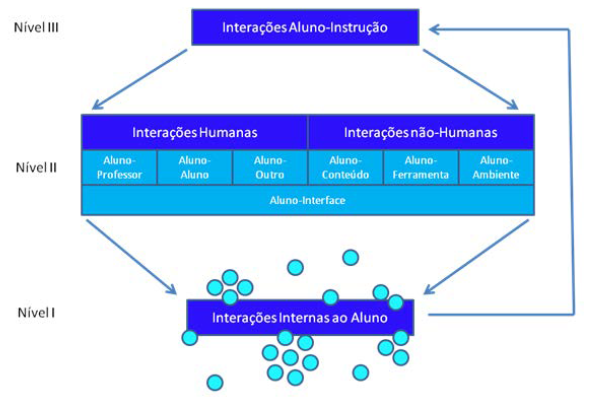 Nível III
Interações Aluno-Instrução
Interações Humanas
Interações não-Humanas
Nível II
Aluno-
Professor
Aluno-
Aluno
Aluno-
Outro
Aluno-
Conteúdo
Aluno-
Ferramenta
Aluno-
Ambiente
Aluno-Interface
Nível I
Interações Internas ao Aluno